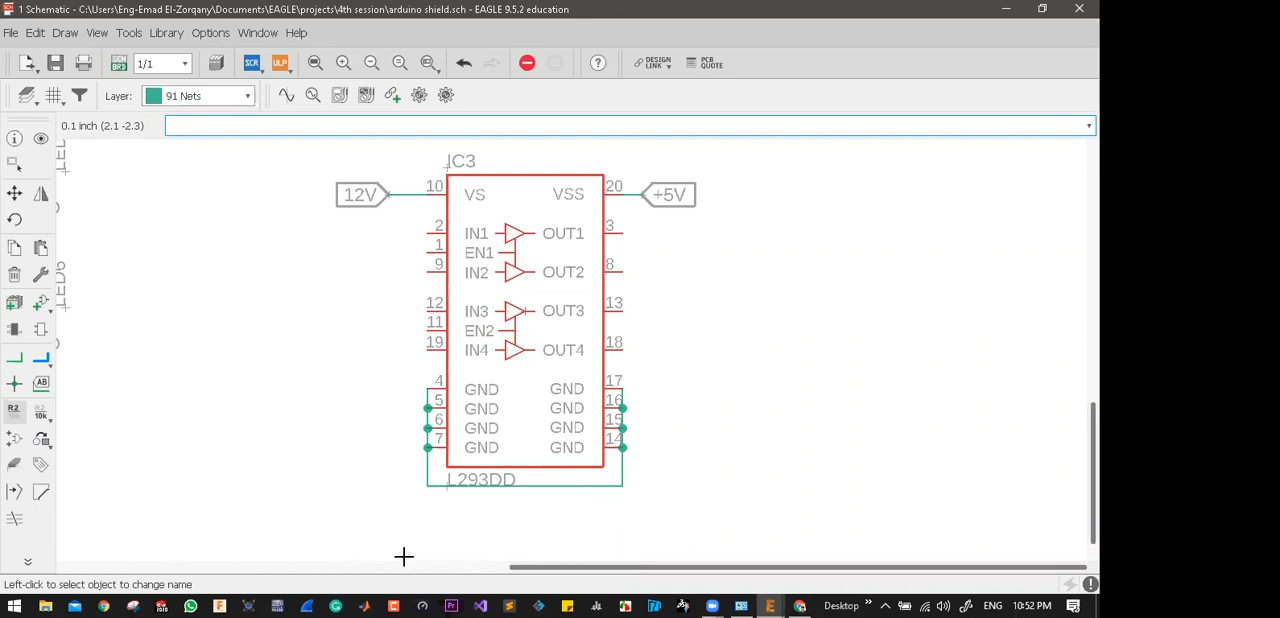 1 Schematic - C:\Users\Eng-Emad El-Zorgany\Documents\EAGLE\projects\4th session\arduino shield.sch - EAGLE 9.5.2 education
File Edit Draw View Tools Library Options Window Help
SCH BRD 1/1 SCR ULP DESIGN LINK PCB QUOTE
Layer: 91 Nets
0.1 inch (2.1 -2.3)
IC3
12V 10 VS VSS 20 +5V
2 IN1 OUT1 3
1 EN1
9 IN2 OUT2 8
12 IN3 OUT3 13
11 EN2
19 IN4 OUT4 18
4 GND GND 17
5 GND GND 16
6 GND GND 15
7 GND GND 14
L293DD
Left-click to select object to change name
Desktop ENG 10:52 PM